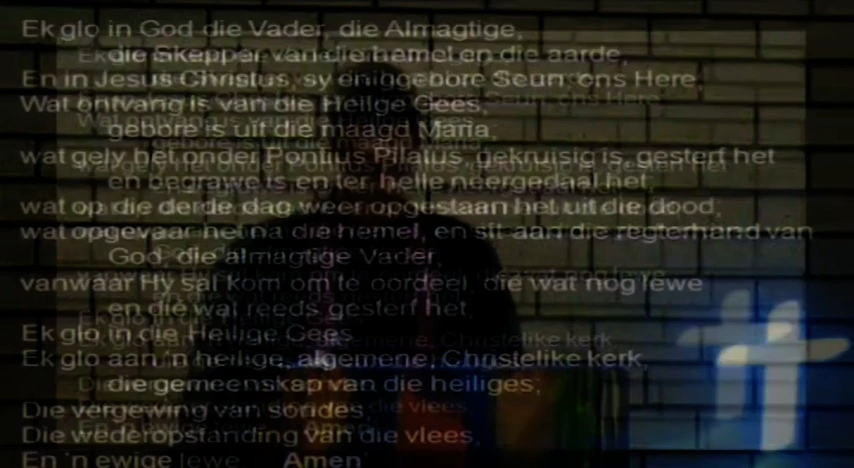 Ek glo in God die Vader, die Almagtige,
die Skepper van die hemel en die aarde,
En in Jesus Christus, sy eniggebore Seun, ons Here,
Wat ontvang is van die Heilge Gees,
gebore is uit die maagd Maria,
wat gely het onder Pontius Pilatus, gekruisig is, gesterf het
en begrawe is en ter helle neergedaal het,
wat op die derde dag weer opgestaan het uit die dood,
wat opgevaar het na die hemel, en sit aan die regterhand van
God, die almagtige Vader,
vanwaar Hy sal kom om te oordeel, die wat nog lewe
en die wat reeds gesterf het,
Ek glo in die Heilige Gees
Ek glo aan 'n heilige, algemene, Christelike kerk,
die gemeenskap van die heiliges;
Die vergewing van sondes,
Die wederopstanding van die vlees,
En 'n ewige lewe Amen